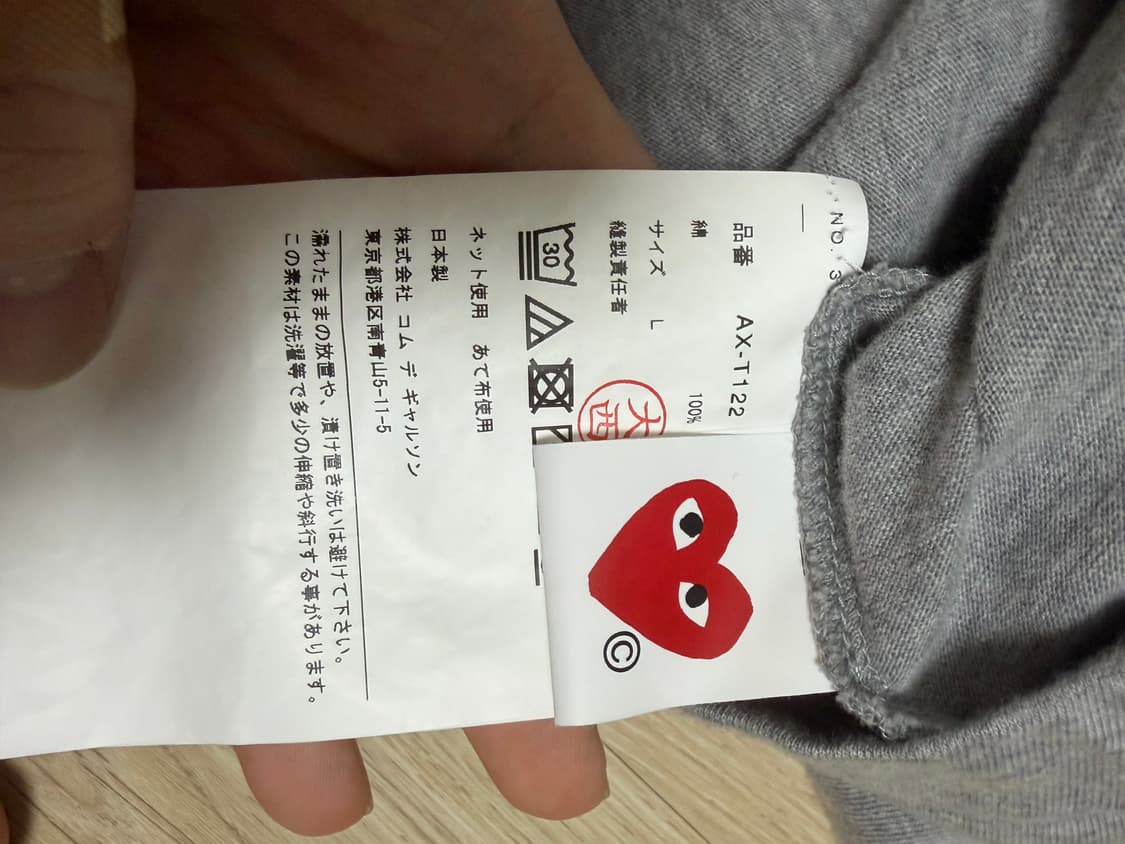 NO. 3
品番 AX-T122
綿 100%
サイズ L
縫製責任者
大西
30
ネット使用 あて布使用
日本製
株式会社 コム デ ギャルソン
東京都港区南青山5-11-5
濡れたままの放置や、漬け置き洗いは避けて下さい。
この素材は洗濯等で多少の伸縮や斜行する事があります。
©